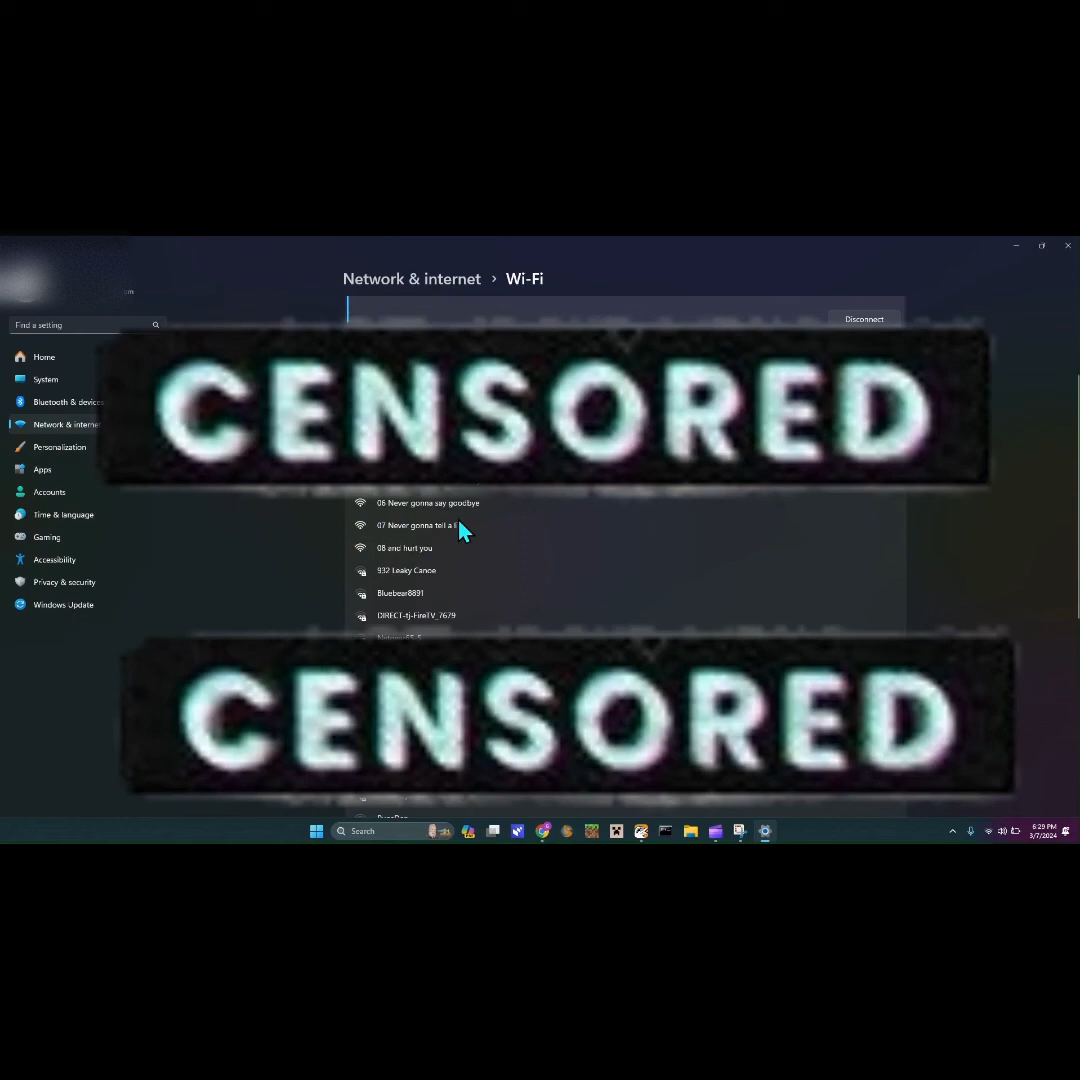 Network & internet › Wi-Fi
Find a setting
Disconnect
Home
System
Bluetooth & devices
Network & interne
Personalization
Apps
Accounts
Time & language
Gaming
Accessibility
Privacy & security
Windows Update
CENSORED
06 Never gonna say goodbye
07 Never gonna tell a l
08 and hurt you
932 Leaky Canoe
Bluebear8891
DIRECT-tj-FireTV_7679
CENSORED
Search
6:29 PM
3/7/2024